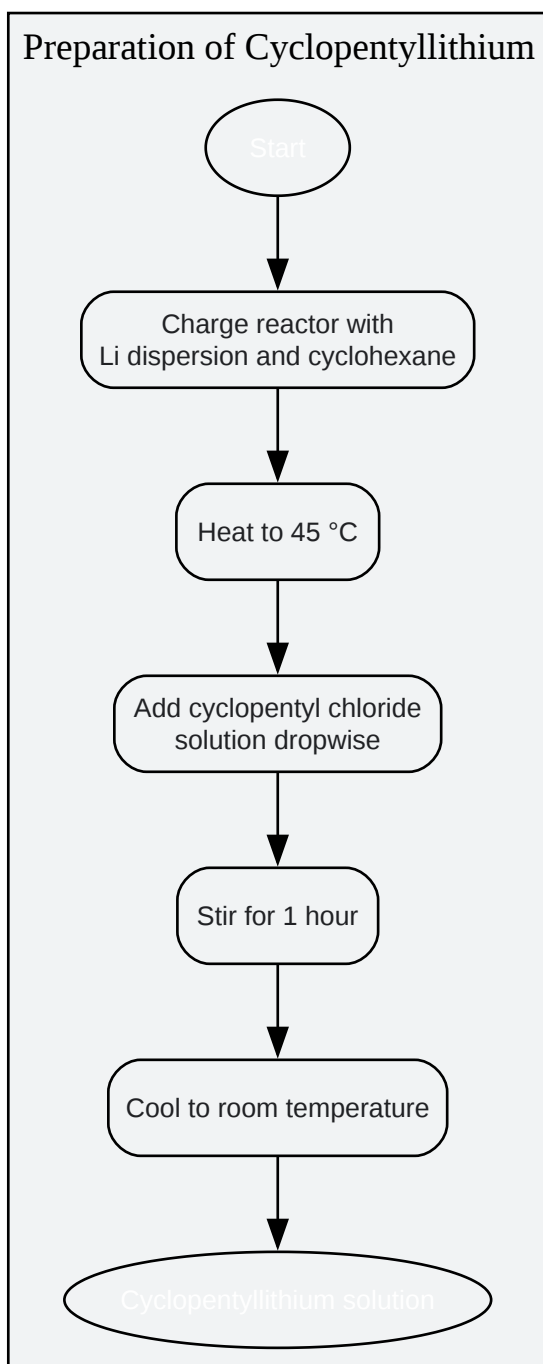 Preparation of Cyclopentyllithium
Start
Charge reactor with
Li dispersion and cyclohexane
Heat to 45 °C
Add cyclopentyl chloride
solution dropwise
Stir for 1 hour
Cool to room temperature
Cyclopentyllithium solution